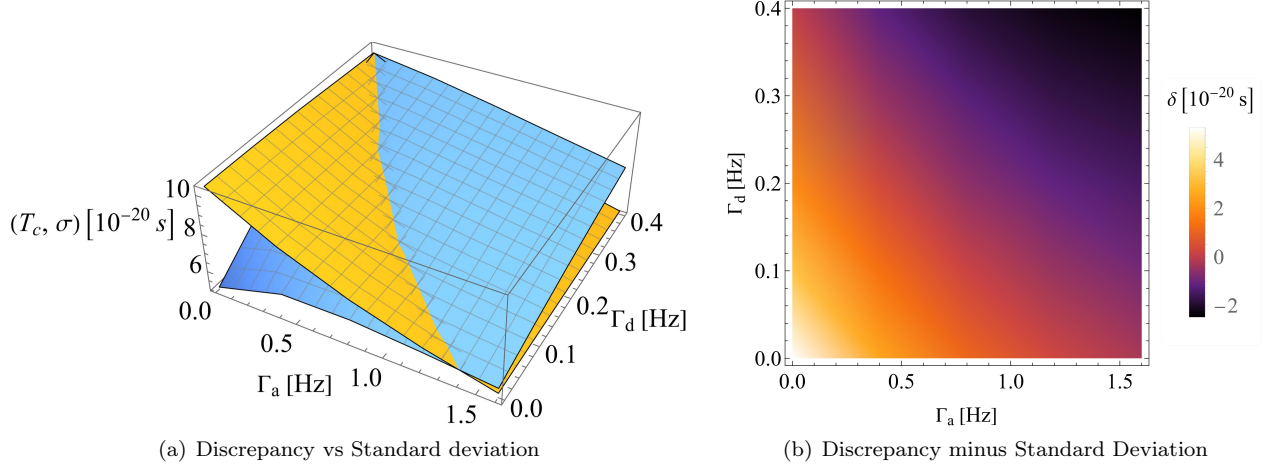 10
8
6
(T_c, σ) [10^{-20} s]
0.0
0.5
1.0
1.5
Γ_a [Hz]
0.0
0.1
0.2
0.3
0.4
Γ_d [Hz]
(a) Discrepancy vs Standard deviation
0.4
0.3
0.2
0.1
0.0
Γ_d [Hz]
0.0 0.5 1.0 1.5
Γ_a [Hz]
δ [10^{-20} s]
4
2
0
−2
(b) Discrepancy minus Standard Deviation